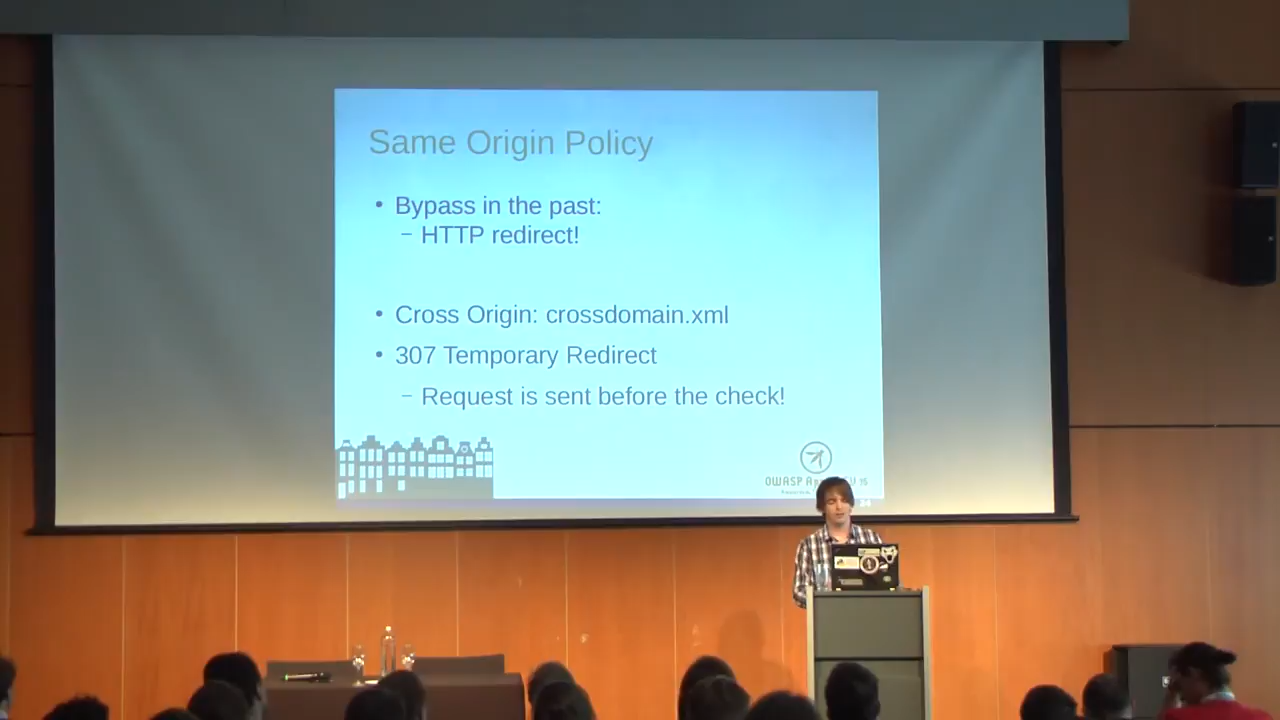 Same Origin Policy
• Bypass in the past:
– HTTP redirect!
• Cross Origin: crossdomain.xml
• 307 Temporary Redirect
– Request is sent before the check!
OWASP